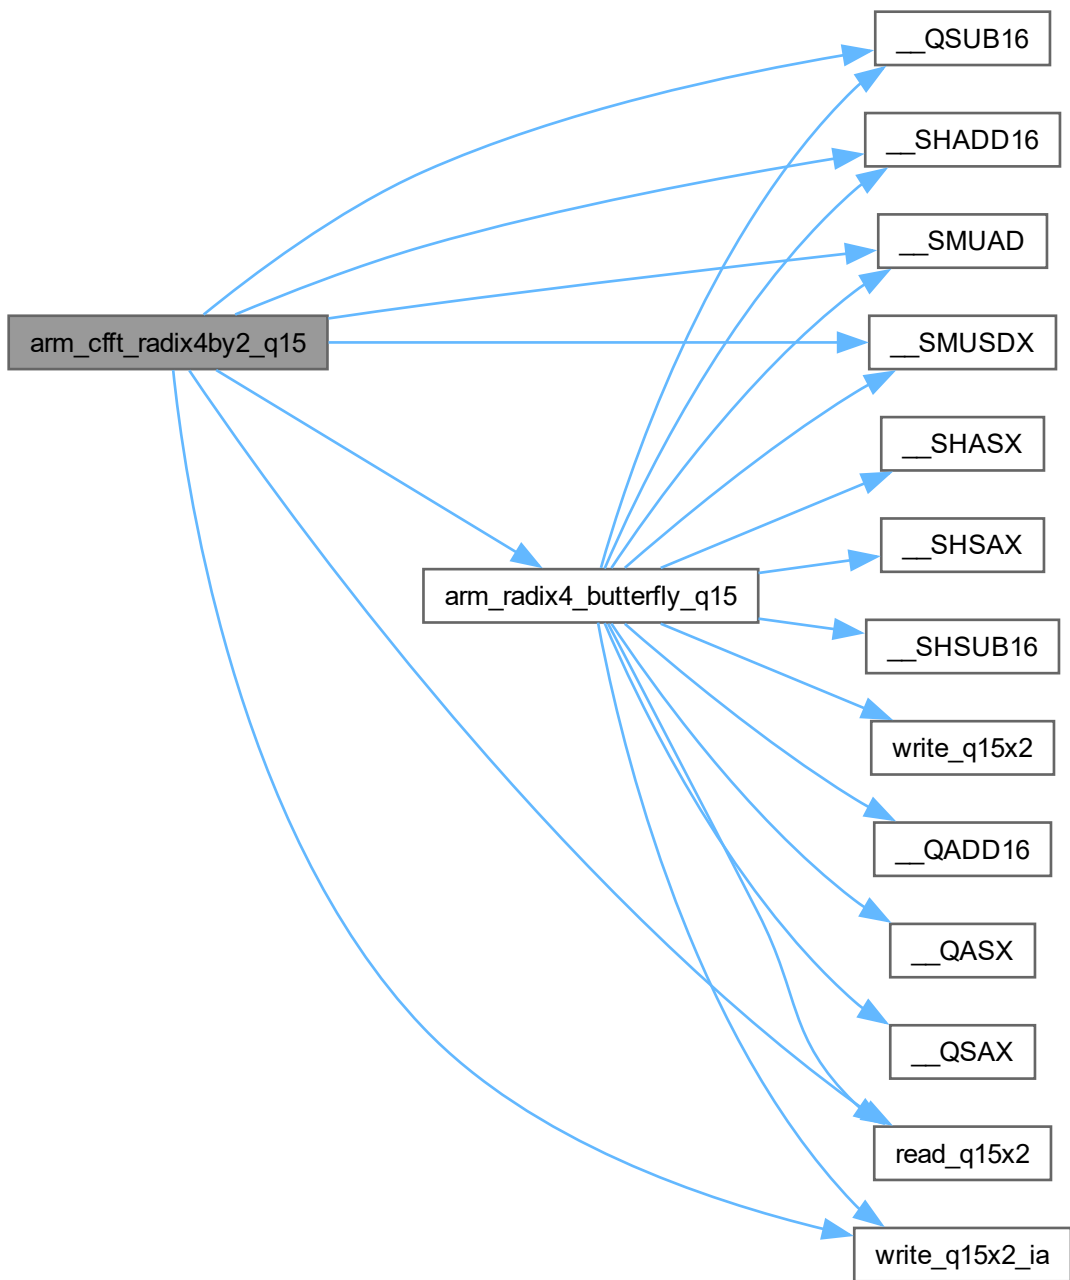 __QSUB16
__SHADD16
__SMUAD
arm_cfft_radix4by2_q15
__SMUSDX
__SHASX
__SHSAX
arm_radix4_butterfly_q15
__SHSUB16
write_q15x2
__QADD16
__QASX
__QSAX
read_q15x2
write_q15x2_ia